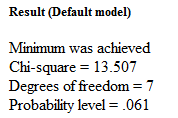 Result (Default model)
Minimum was achieved
Chi-square = 13.507
Degrees of freedom = 7
Probability level = .061